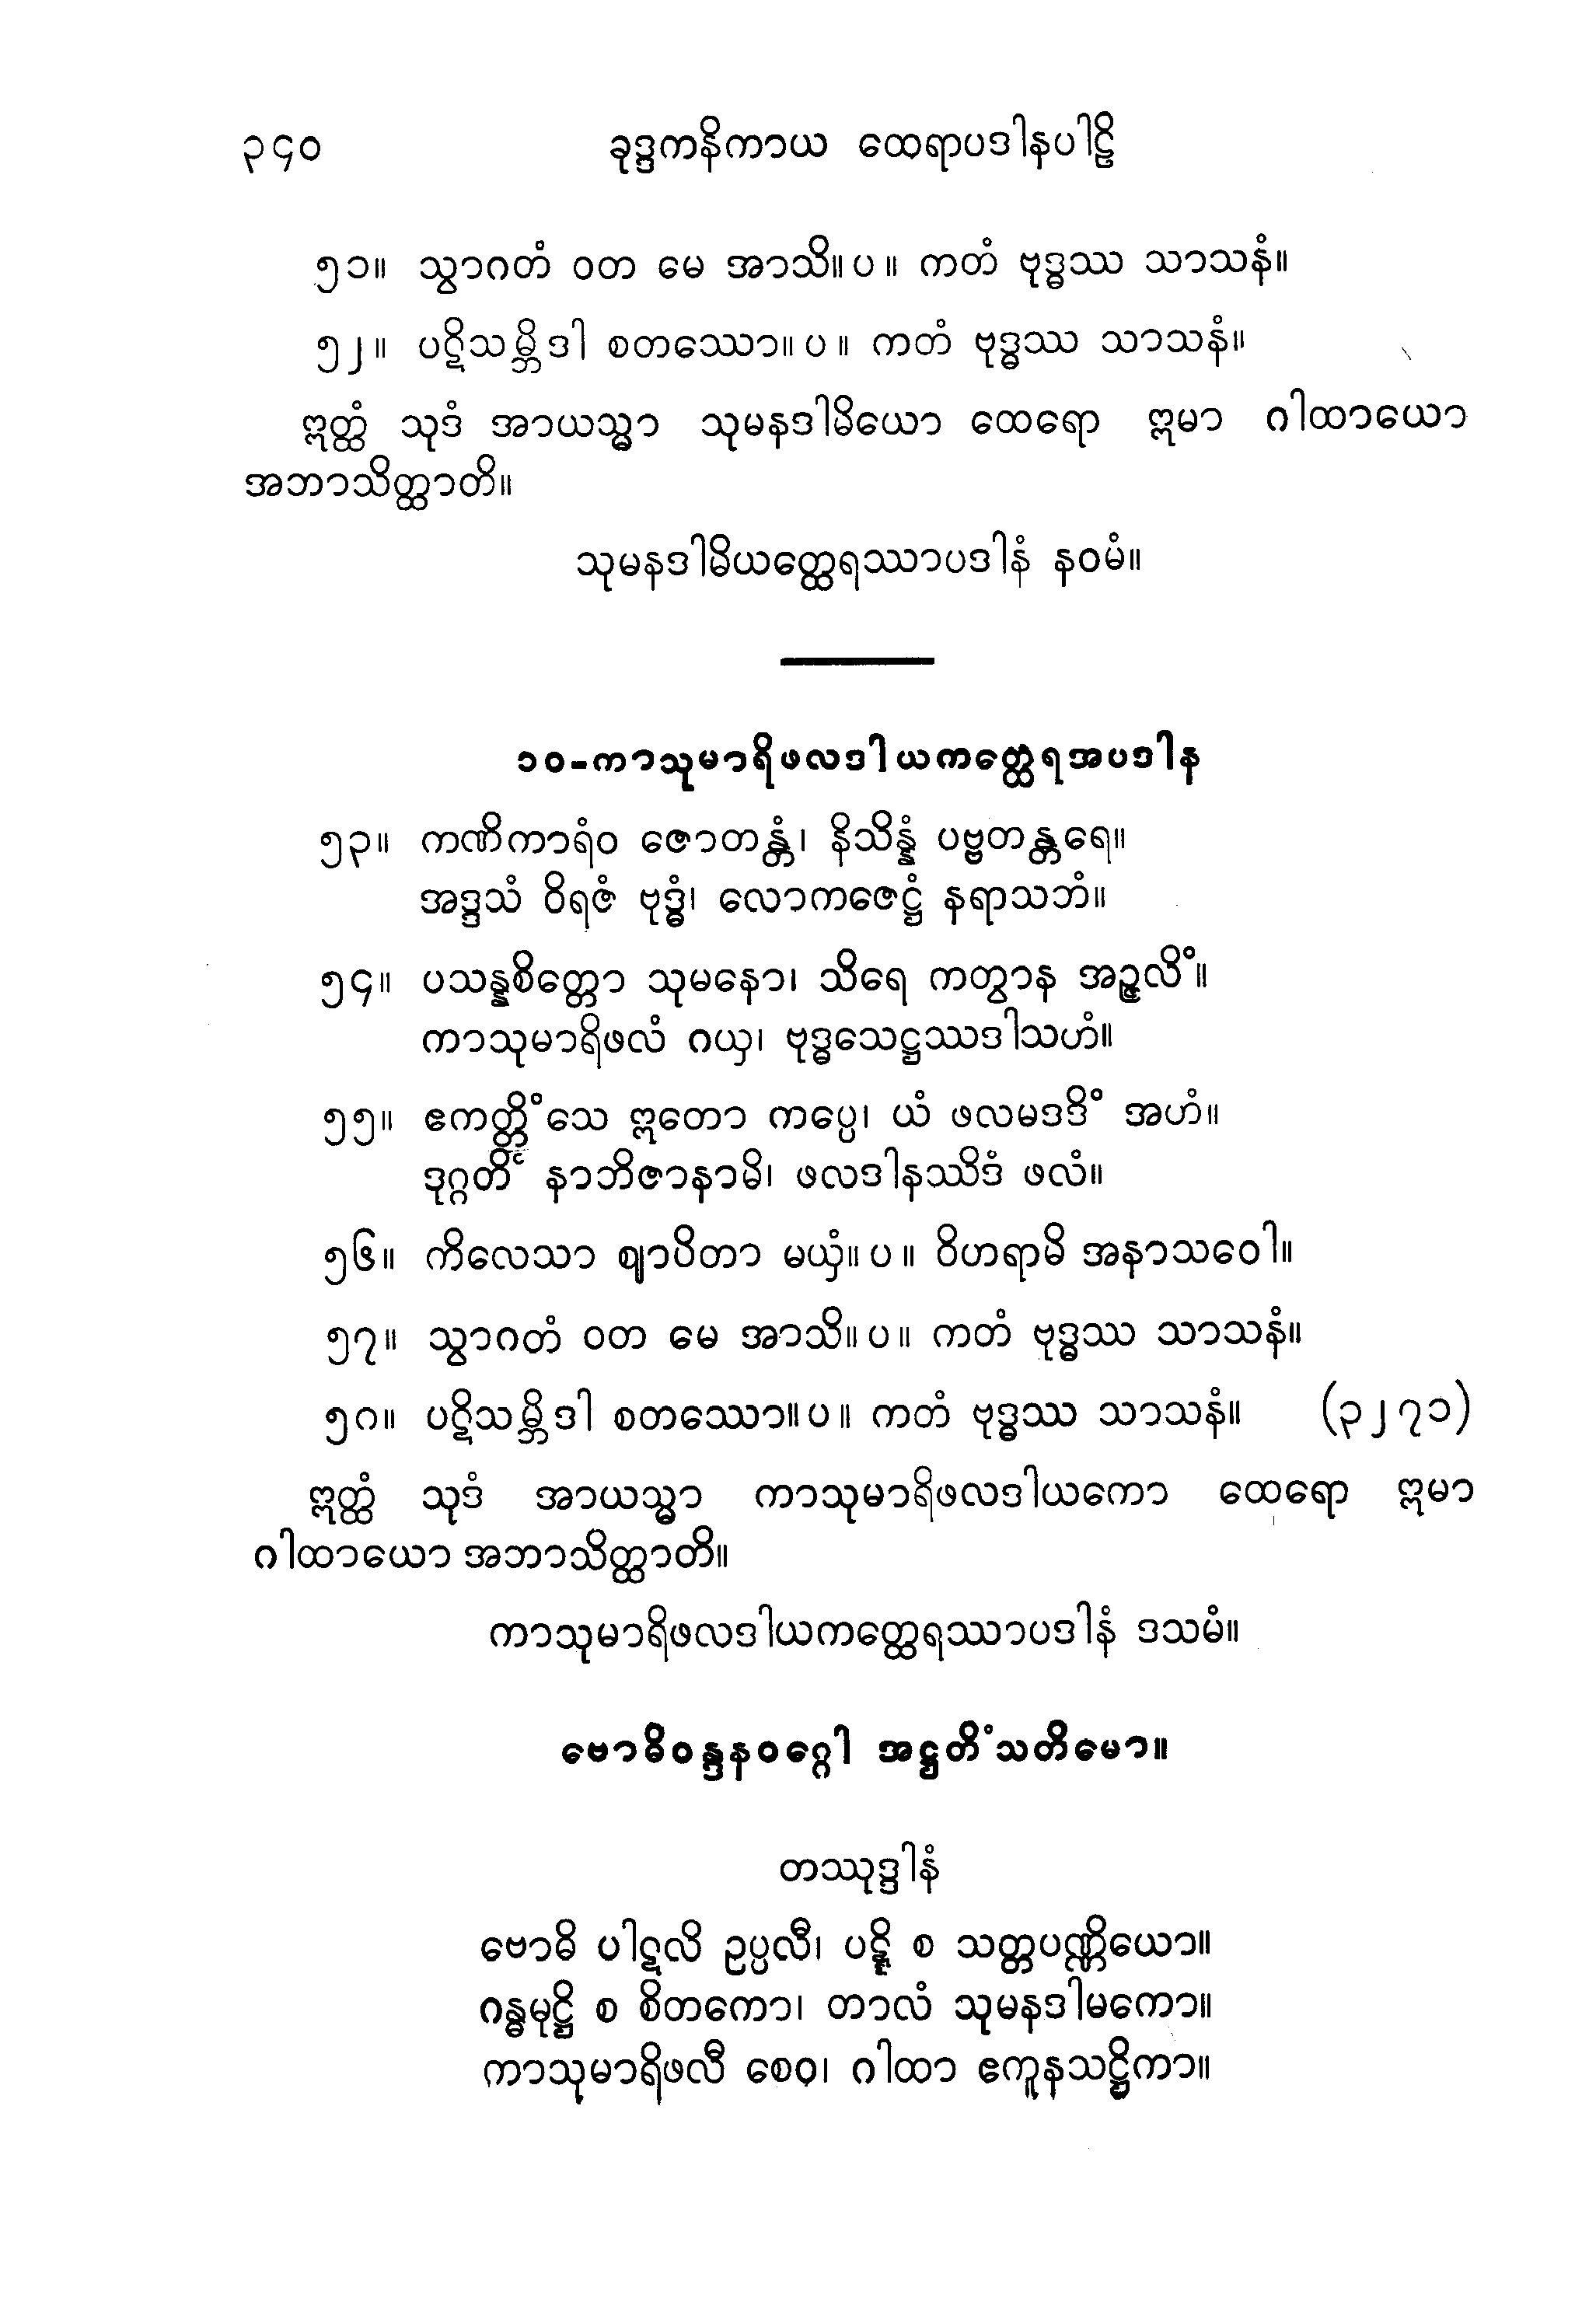 ၃၄၀ ခုဒ္ဒကနိကာယ ထေရာပဒါနပါဠိ
၅၁။ သွာဂတံ ဝတ မေ အာသိ။ ပ ။ ကတံ ဗုဒ္ဓဿ သာသနံ။
၅၂။ ပဋိသမ္ဘိဒါ စတဿော။ ပ ။ ကတံ ဗုဒ္ဓဿ သာသနံ။
ဣတ္ထံ သုဒံ အာယသ္မာ သုမနဒါမိယော ထေရော ဣမာ ဂါထာယော
အဘာသိတ္ထာတိ။
သုမနဒါမိယတ္ထေရဿာပဒါနံ နဝမံ။
၁၀-ကာသုမာရိဖလဒါယကတ္ထေရအပဒါန
၅၃။ ကဏိကာရံဝ ဇောတန္တံ၊ နိသိန္နံ ပဗ္ဗတန္တရေ။
အဒ္ဒသံ ဝိရဇံ ဗုဒ္ဓံ၊ လောကဇေဋ္ဌံ နရာသဘံ။
၅၄။ ပသန္နစိတ္တော သုမနော၊ သိရေ ကတွာန အဉ္ဇလိံ။
ကာသုမာရိဖလံ ဂယှ၊ ဗုဒ္ဓသေဋ္ဌဿဒါသဟံ။
၅၅။ ဧကတ္တိံသေ ဣတော ကပ္ပေ၊ ယံ ဖလမဒဒိံ အဟံ။
ဒုဂ္ဂတိံ နာဘိဇာနာမိ၊ ဖလဒါနဿိဒံ ဖလံ။
၅၆။ ကိလေသာ ဈာပိတာ မယှံ။ ပ ။ ဝိဟရာမိ အနာသဝေါ။
၅၇။ သွာဂတံ ဝတ မေ အာသိ။ ပ ။ ကတံ ဗုဒ္ဓဿ သာသနံ။
၅၈။ ပဋိသမ္ဘိဒါ စတဿော။ ပ ။ ကတံ ဗုဒ္ဓဿ သာသနံ။ (၃၂၇၁)
ဣတ္ထံ သုဒံ အာယသ္မာ ကာသုမာရိဖလဒါယကော ထေရော ဣမာ
ဂါထာယော အဘာသိတ္ထာတိ။
ကာသုမာရိဖလဒါယကတ္ထေရဿာပဒါနံ ဒသမံ။
ဗောဓိဝန္ဒနဝဂ္ဂေါ အဋ္ဌတိံသတိမော။
တဿုဒ္ဒါနံ
ဗောဓိ ပါဋလိ ဥပ္ပလီ၊ ပဋ္ဋိ စ သတ္တပဏ္ဏိယော။
ဂန္ဓမုဋ္ဌိ စ စိတကော၊ တာလံ သုမနဒါမကော။
ကာသုမာရိဖလီ စေဝ၊ ဂါထာ ဧကူနသဋ္ဌိကာ။